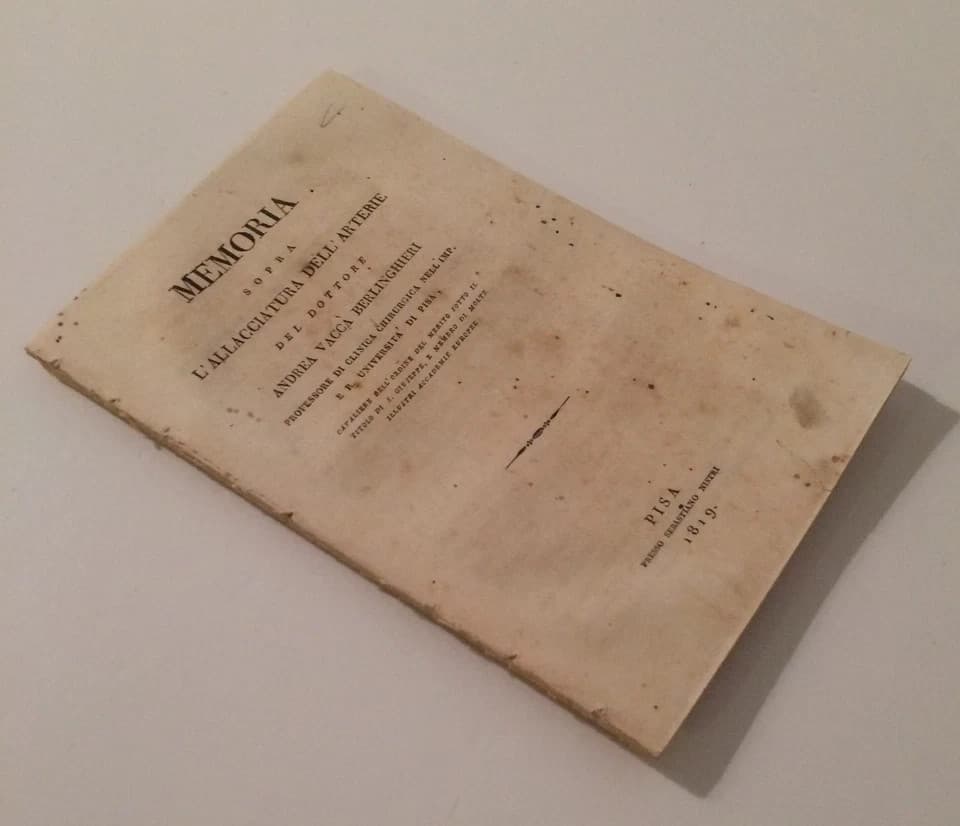 MEMORIA
SOPRA
L'ALLACCIATURA DELL'ARTERIE
DEL DOTTORE
ANDREA VACCÀ BERLINGHIERI
PROFESSORE DI CLINICA CHIRURGICA NELL'IMP.
E R. UNIVERSITA' DI PISA
CAVALIERE DELL'ORDINE DEL MERITO SOTTO IL
TITOLO DI S. GIUSEPPE, E MEMBRO DI MOLTE
ILLUSTRI ACCADEMIE EUROPEE
PISA
PRESSO SEBASTIANO NISTRI
1819.